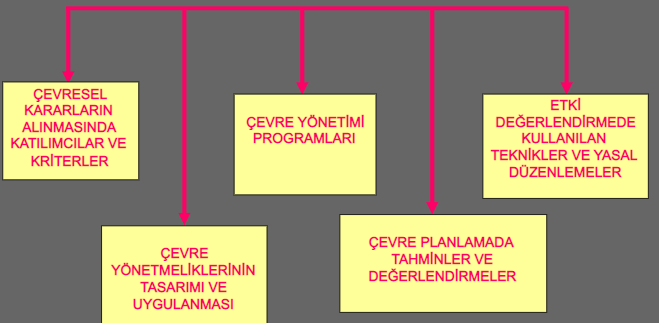 ÇEVRESEL
KARARLARIN
ALINMASINDA
KATILIMCILAR VE
KRİTERLER
ÇEVRE
YÖNETMELİKLERİNİN
TASARIMI VE
UYGULANMASI
ÇEVRE YÖNETİMİ
PROGRAMLARI
ÇEVRE PLANLAMADA
TAHMİNLER VE
DEĞERLENDİRMELER
ETKİ
DEĞERLENDİRMEDE
KULLANILAN
TEKNİKLER VE YASAL
DÜZENLEMELER